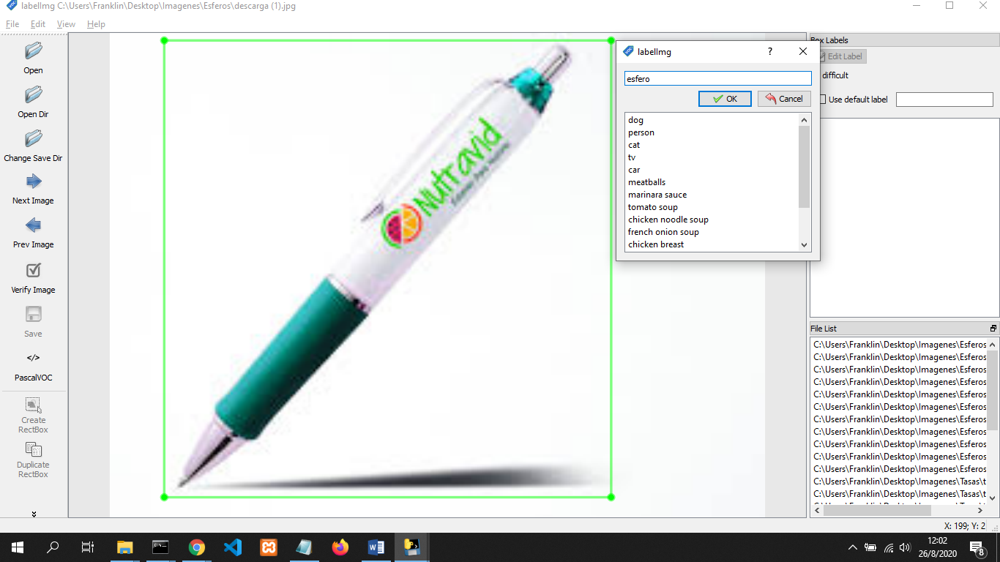 labelImg C:\Users\Franklin\Desktop\Imagenes\Esferos\descarga (1).jpg
File Edit View Help
Open
Open Dir
Change Save Dir
Next Image
Prev Image
Verify Image
Save
</>
PascalVOC
Create
RectBox
Duplicate
RectBox
Nutravid
labelImg
?
esfero
OK
Cancel
dog
person
cat
tv
car
meatballs
marinara sauce
tomato soup
chicken noodle soup
french onion soup
chicken breast
Box Labels
Edit Label
difficult
Use default label
File List
C:\Users\Franklin\Desktop\Imagenes\Esferos
C:\Users\Franklin\Desktop\Imagenes\Esferos
C:\Users\Franklin\Desktop\Imagenes\Esferos
C:\Users\Franklin\Desktop\Imagenes\Esferos
C:\Users\Franklin\Desktop\Imagenes\Esferos
C:\Users\Franklin\Desktop\Imagenes\Esferos
C:\Users\Franklin\Desktop\Imagenes\Esferos
C:\Users\Franklin\Desktop\Imagenes\Esferos
C:\Users\Franklin\Desktop\Imagenes\Esferos
C:\Users\Franklin\Desktop\Imagenes\Esferos
C:\Users\Franklin\Desktop\Imagenes\Esferos
C:\Users\Franklin\Desktop\Imagenes\Tasas\t
C:\Users\Franklin\Desktop\Imagenes\Tasas\t
X: 199; Y: 2
12:02
26/8/2020
8